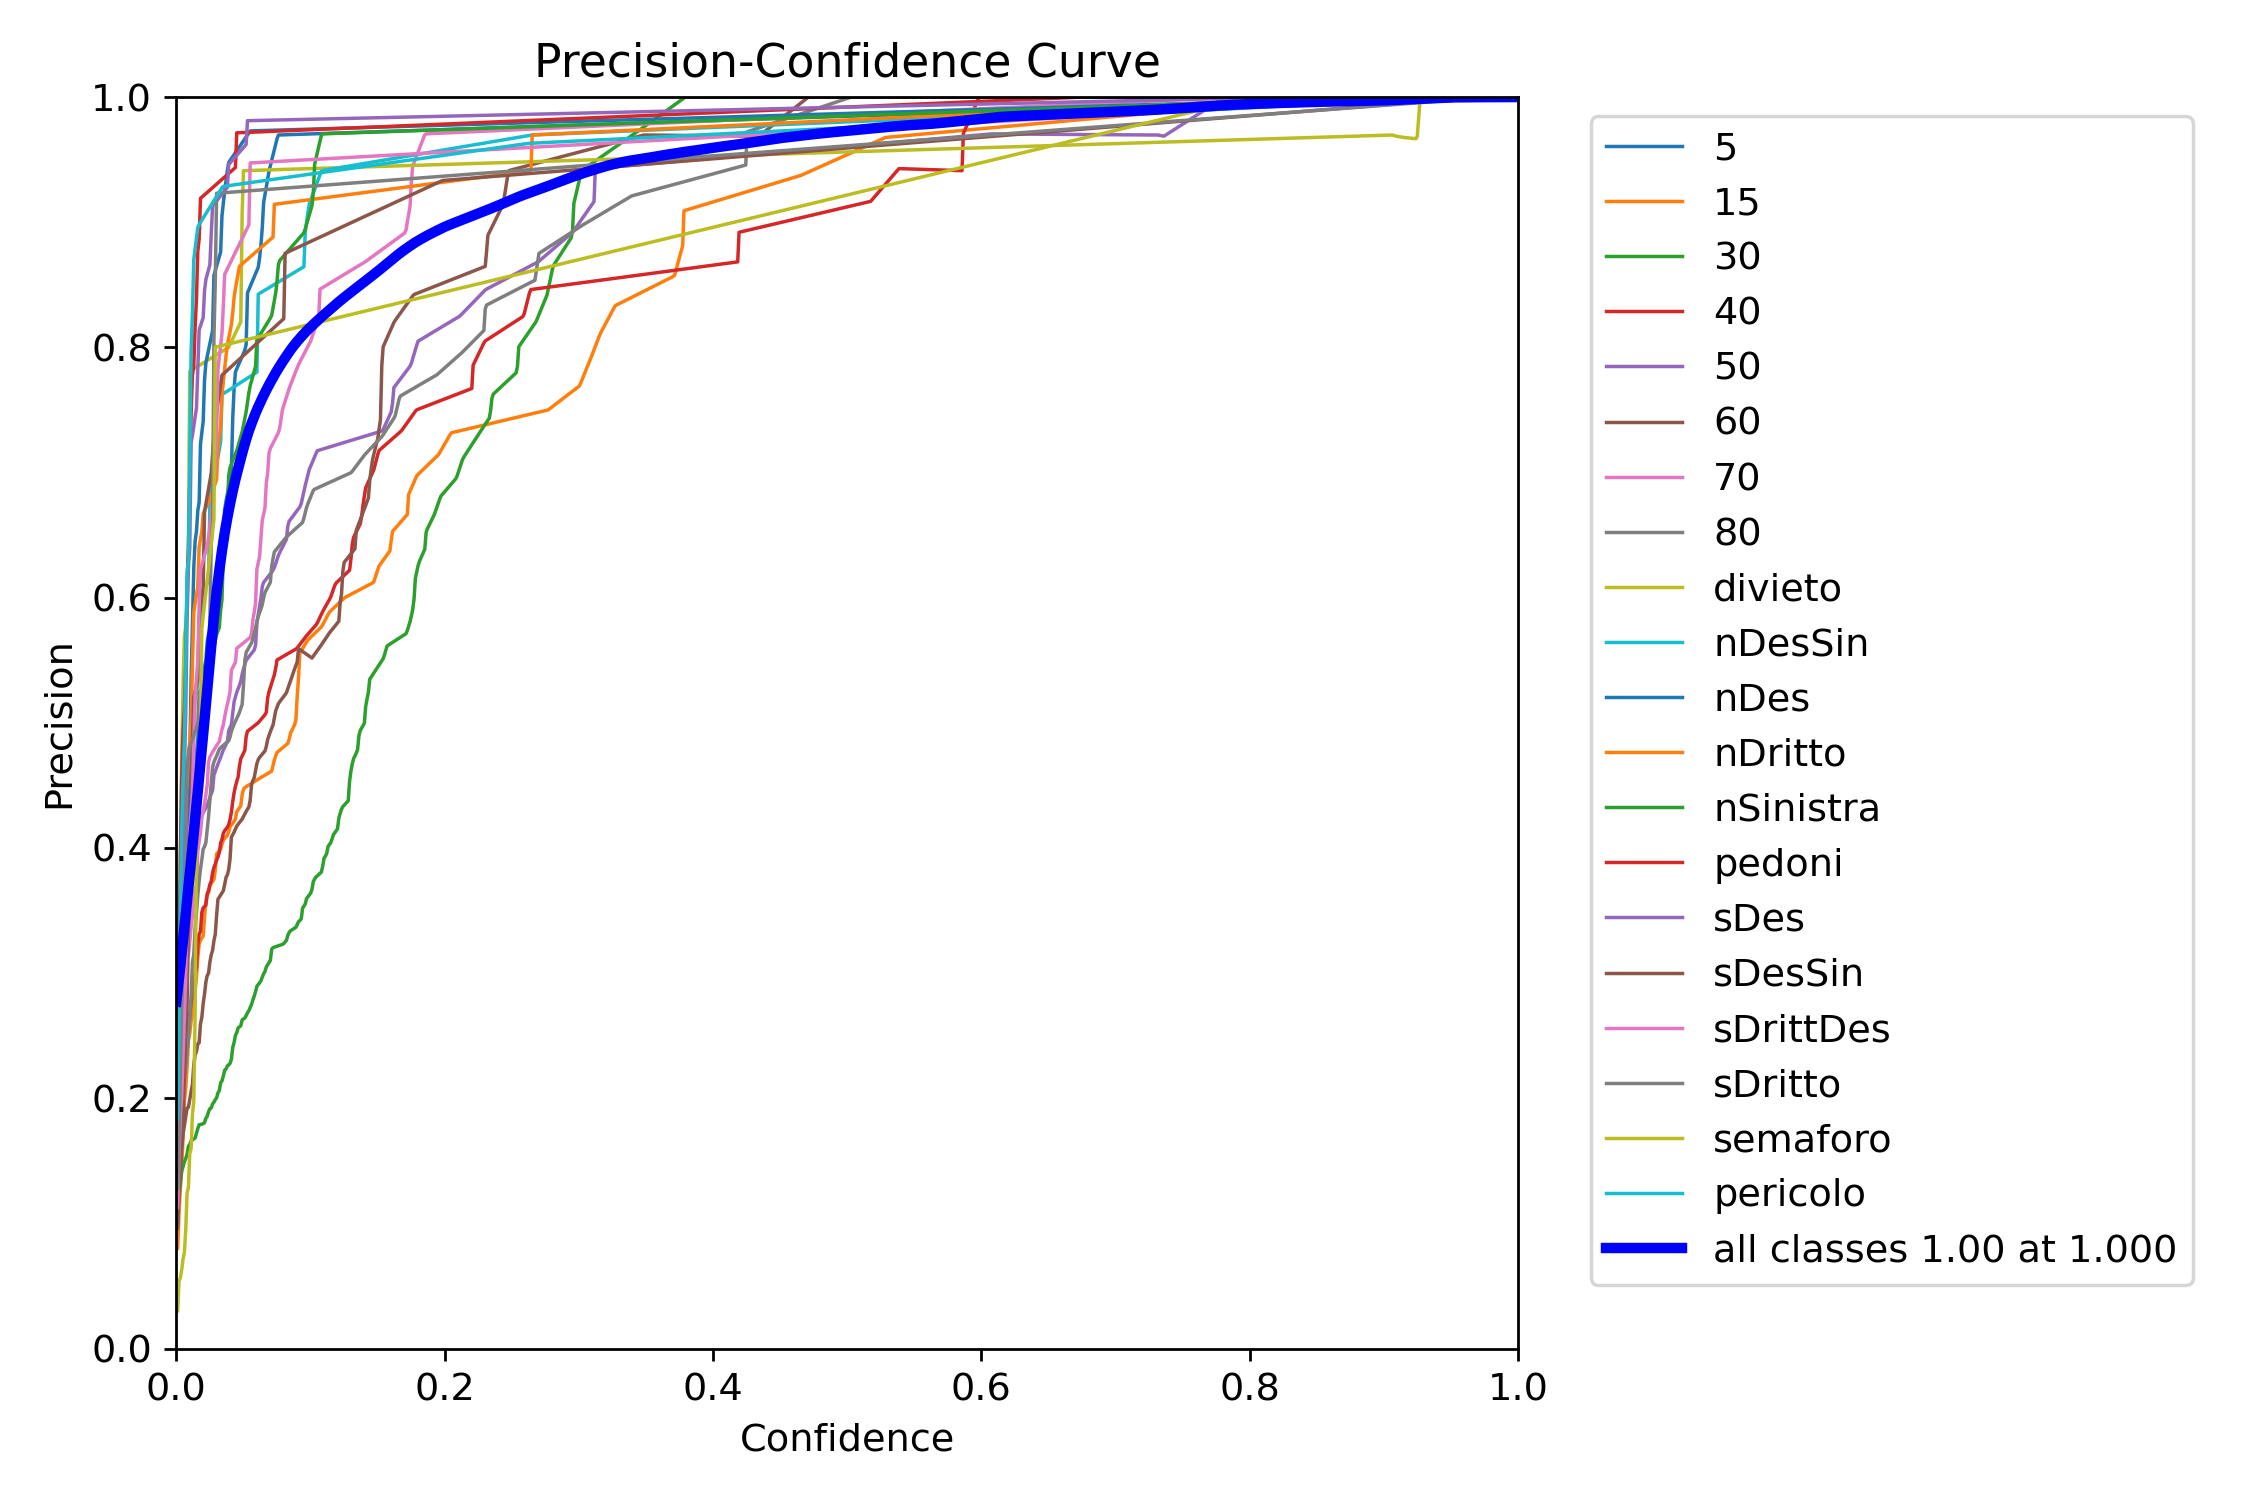 Precision-Confidence Curve
1.0
0.8
0.6
0.4
0.2
0.0
Precision
0.0 0.2 0.4 0.6 0.8 1.0
Confidence
5
15
30
40
50
60
70
80
divieto
nDesSin
nDes
nDritto
nSinistra
pedoni
sDes
sDesSin
sDrittDes
sDritto
semaforo
pericolo
all classes 1.00 at 1.000